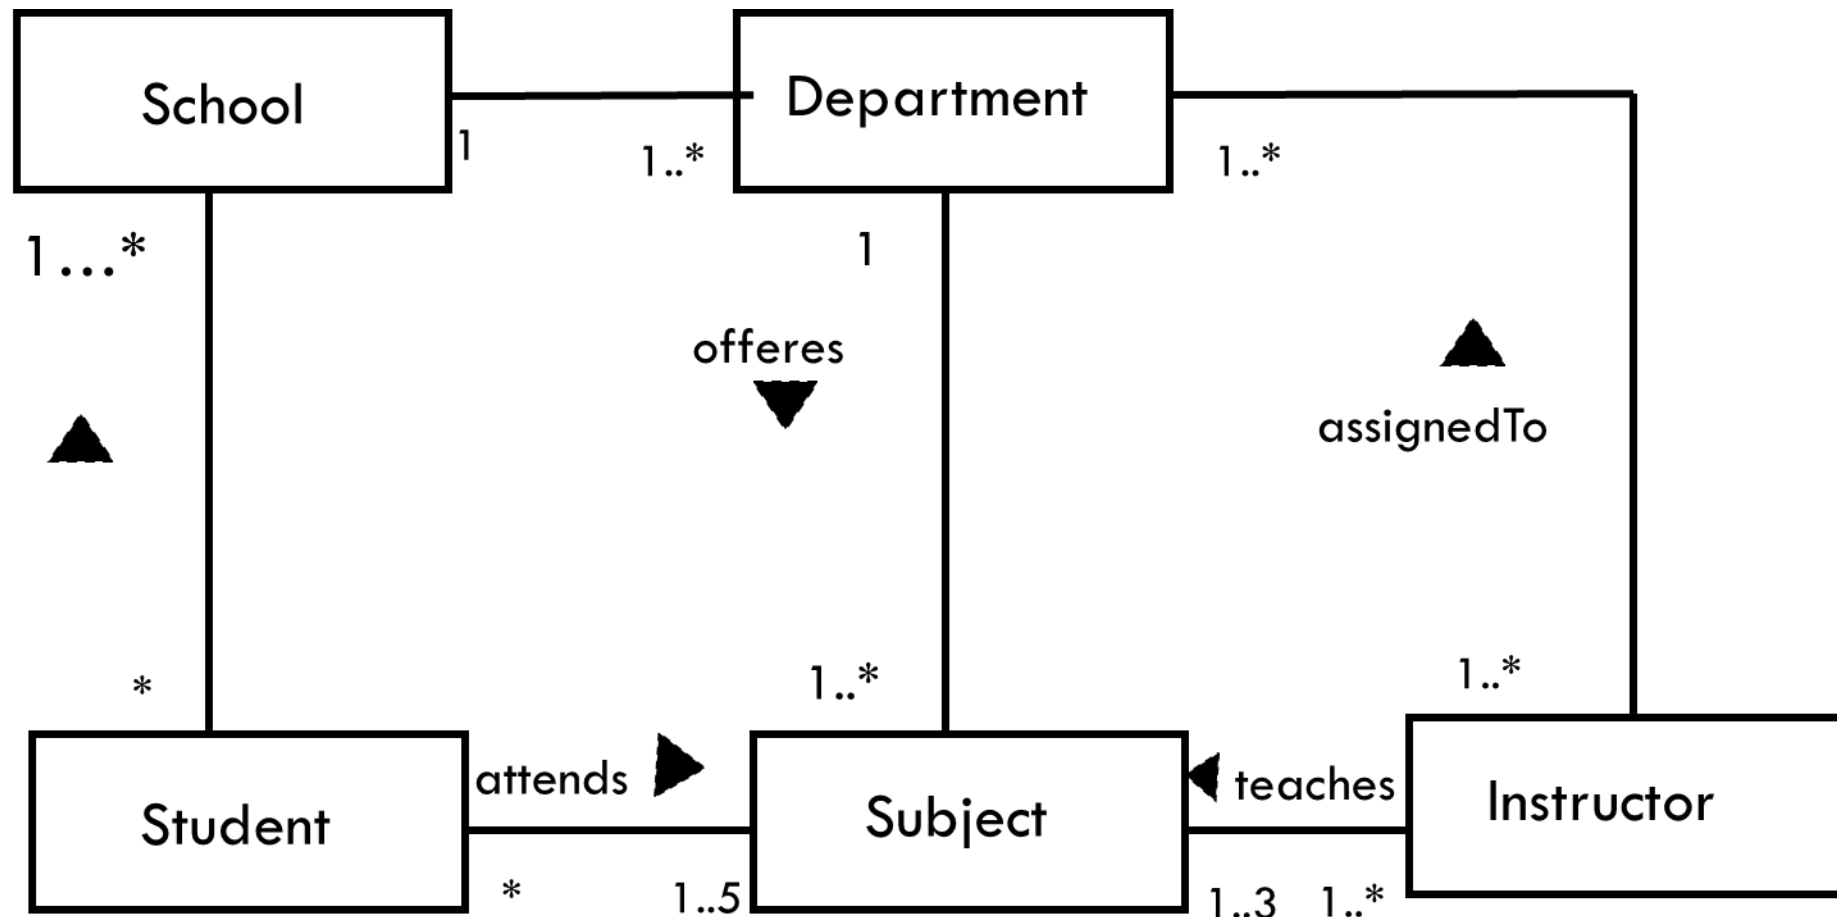 School
Department
1
1..*
1..*
1...*
1
offeres
assignedTo
*
1..*
1..*
attends
teaches
Student
Subject
Instructor
*
1..5
1..3
1..*